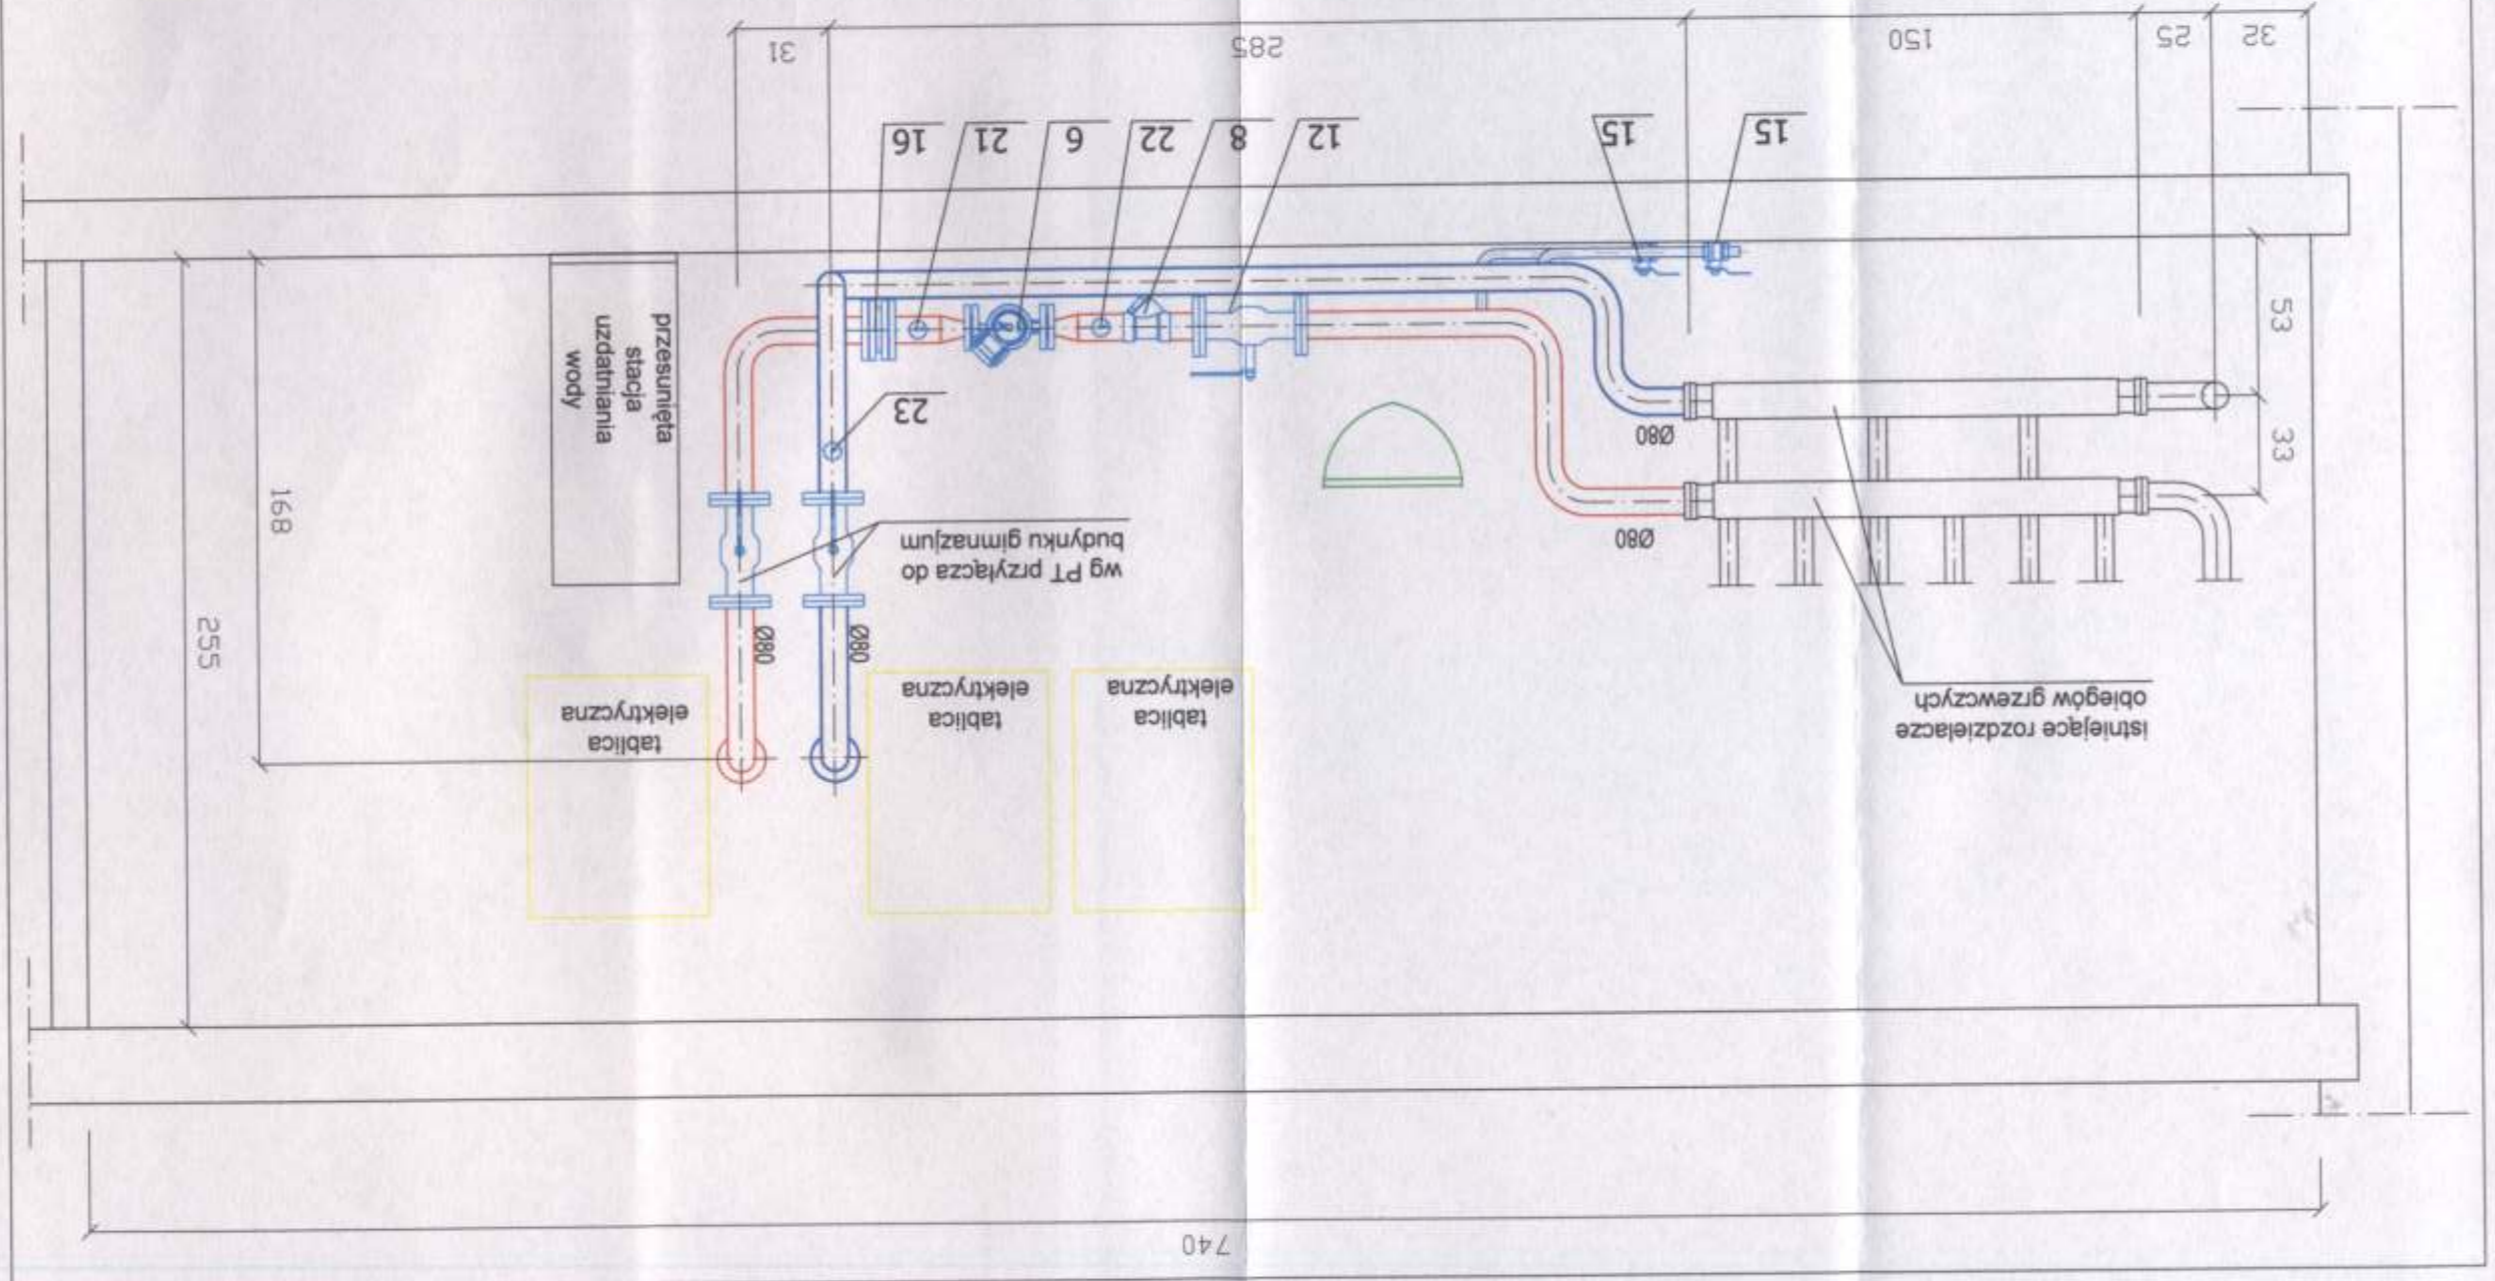 740
istniejące rozdzielacze
obiegów grzewczych
tablica
elektryczna
tablica
elektryczna
tablica
elektryczna
Ø80
Ø80
255
168
wg PT przyłącza do
budynku gimnazjum
przesunięta
stacja
uzdatniania
wody
Ø80
Ø80
33
53
23
15
15
12
8
22
6
21
16
32
25
150
285
31